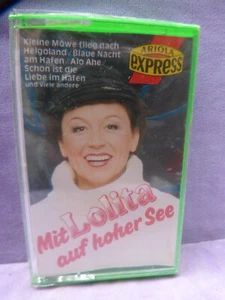 Kleine Möwe flieg nach
Helgoland. Blaue Nacht
am Hafen / Alo Ahe
Schön ist die
Liebe im Hafen
und viele andere
ARIOLA
express
Mit Lolita
auf hoher See